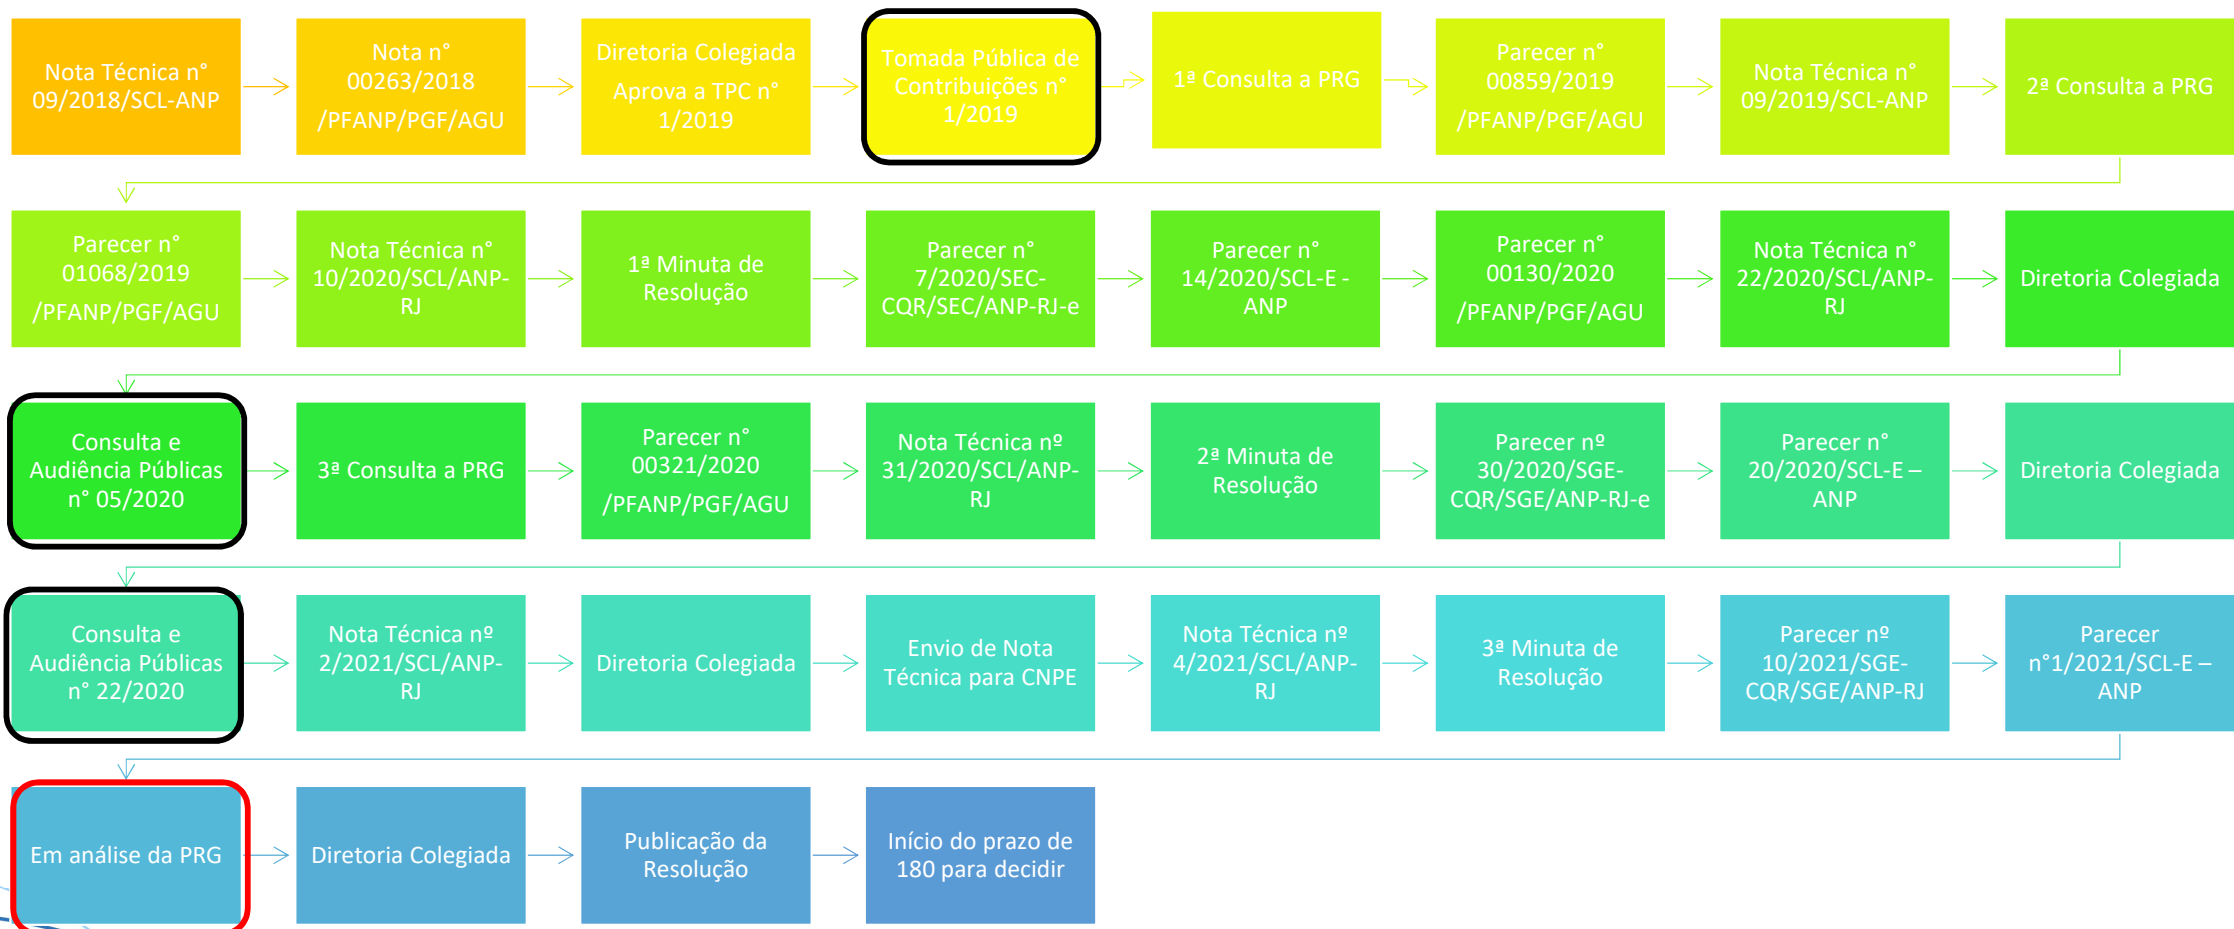 Nota Técnica n°
09/2018/SCL-ANP
Nota n°
00263/2018
/PFANP/PGF/AGU
Diretoria Colegiada
Aprova a TPC n°
1/2019
Tomada Pública de
Contribuições n°
1/2019
1ª Consulta a PRG
Parecer n°
00859/2019
/PFANP/PGF/AGU
Nota Técnica n°
09/2019/SCL-ANP
2ª Consulta a PRG
Parecer n°
01068/2019
/PFANP/PGF/AGU
Nota Técnica n°
10/2020/SCL/ANP-
RJ
1ª Minuta de
Resolução
Parecer n°
7/2020/SEC-
CQR/SEC/ANP-RJ-e
Parecer n°
14/2020/SCL-E -
ANP
Parecer n°
00130/2020
/PFANP/PGF/AGU
Nota Técnica n°
22/2020/SCL/ANP-
RJ
Diretoria Colegiada
Consulta e
Audiência Públicas
n° 05/2020
3ª Consulta a PRG
Parecer n°
00321/2020
/PFANP/PGF/AGU
Nota Técnica nº
31/2020/SCL/ANP-
RJ
2ª Minuta de
Resolução
Parecer nº
30/2020/SGE-
CQR/SGE/ANP-RJ-e
Parecer n°
20/2020/SCL-E –
ANP
Diretoria Colegiada
Consulta e
Audiência Públicas
n° 22/2020
Nota Técnica nº
2/2021/SCL/ANP-
RJ
Diretoria Colegiada
Envio de Nota
Técnica para CNPE
Nota Técnica nº
4/2021/SCL/ANP-
RJ
3ª Minuta de
Resolução
Parecer nº
10/2021/SGE-
CQR/SGE/ANP-RJ
Parecer
n°1/2021/SCL-E –
ANP
Em análise da PRG
Diretoria Colegiada
Publicação da
Resolução
Início do prazo de
180 para decidir